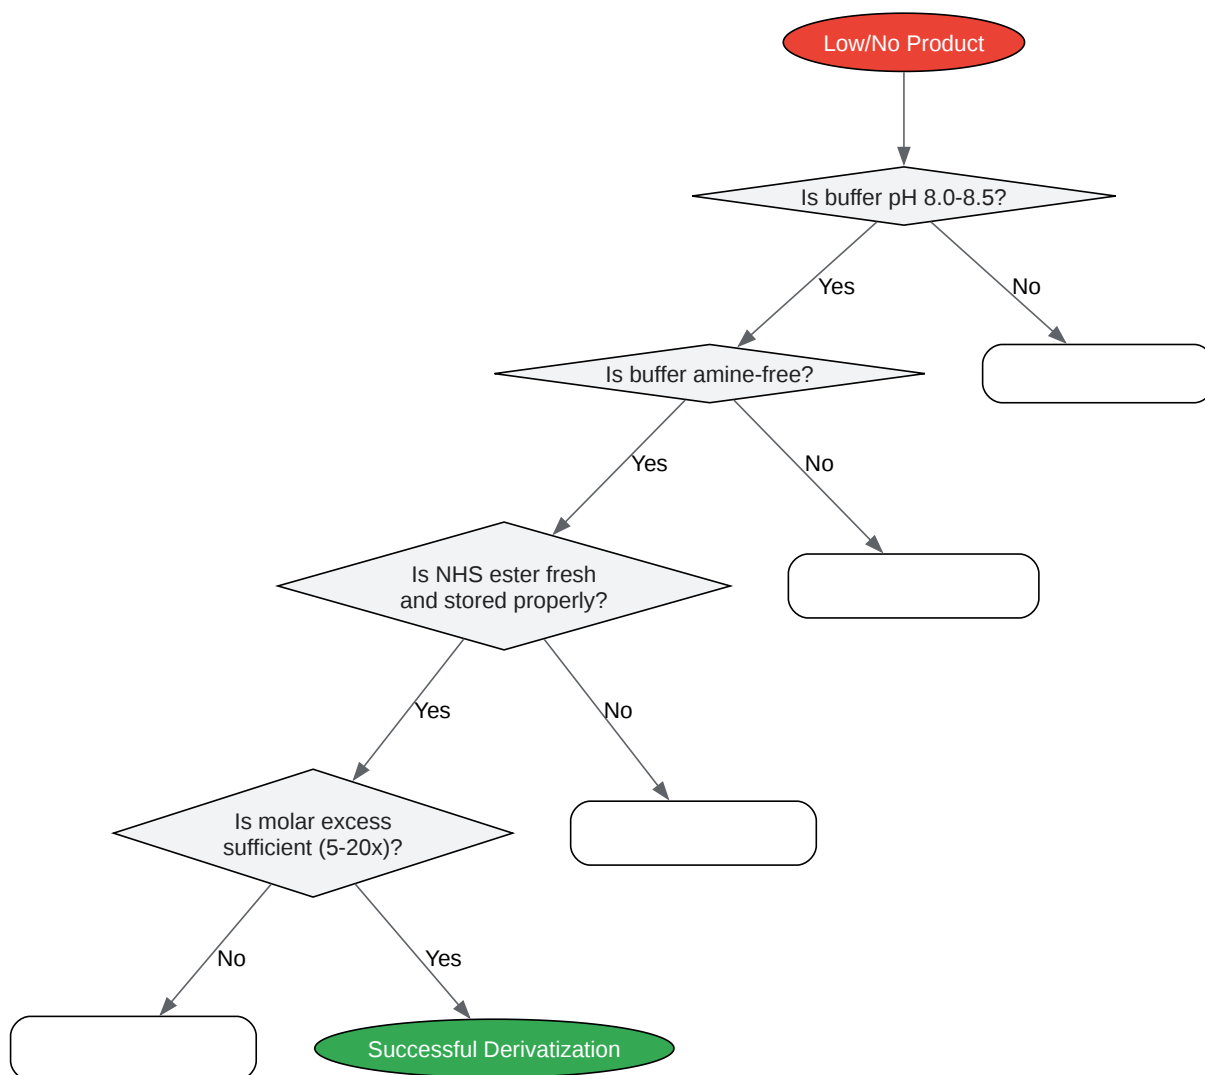 Low/No Product
Is buffer pH 8.0-8.5?
Yes
No
Is buffer amine-free?
Yes
No
Is NHS ester fresh
and stored properly?
Yes
No
Is molar excess
sufficient (5-20x)?
No
Yes
Successful Derivatization